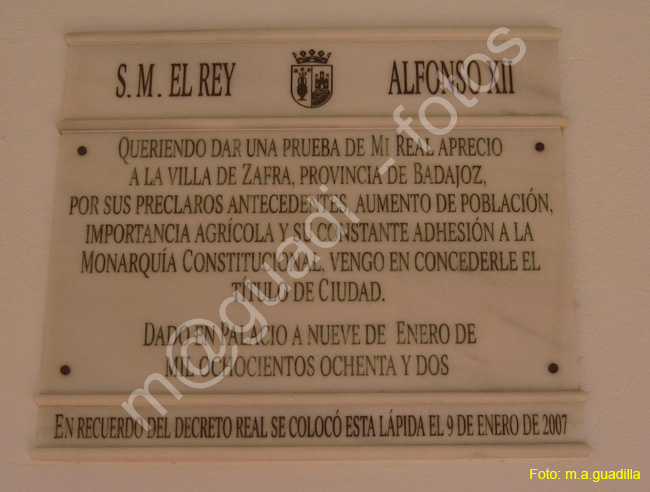 S. M. EL REY ALFONSO XII
QUERIENDO DAR UNA PRUEBA DE MI REAL APRECIO
A LA VILLA DE ZAFRA, PROVINCIA DE BADAJOZ,
POR SUS PRECLAROS ANTECEDENTES, AUMENTO DE POBLACIÓN,
IMPORTANCIA AGRÍCOLA Y SU CONSTANTE ADHESIÓN A LA
MONARQUÍA CONSTITUCIONAL, VENGO EN CONCEDERLE EL
TÍTULO DE CIUDAD.
DADO EN PALACIO A NUEVE DE ENERO DE
MIL OCHOCIENTOS OCHENTA Y DOS
EN RECUERDO DEL DECRETO REAL SE COLOCÓ ESTA LÁPIDA EL 9 DE ENERO DE 2007
m@guadi - fotos
Foto: m.a.guadilla